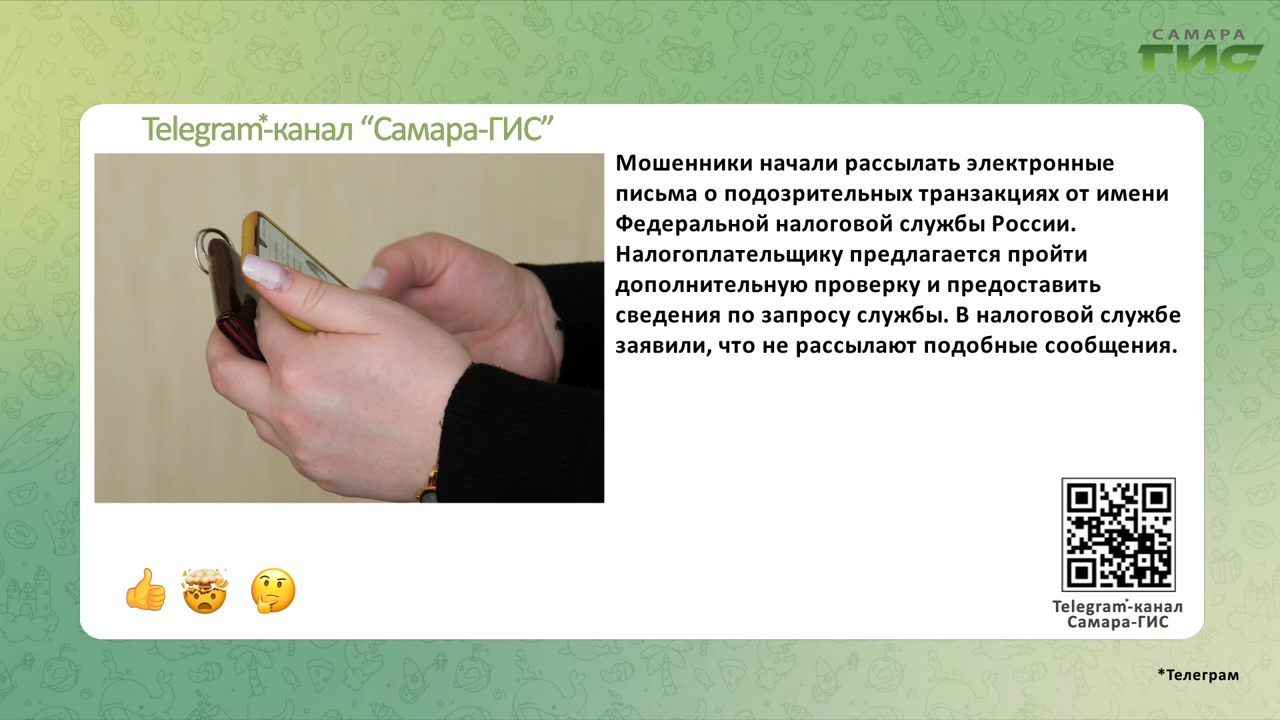 САМАРА
ГИС
Telegram*-канал “Самара-ГИС”
Мошенники начали рассылать электронные
письма о подозрительных транзакциях от имени
Федеральной налоговой службы России.
Налогоплательщику предлагается пройти
дополнительную проверку и предоставить
сведения по запросу службы. В налоговой службе
заявили, что не рассылают подобные сообщения.
Telegram*-канал
Самара-ГИС
*Телеграм